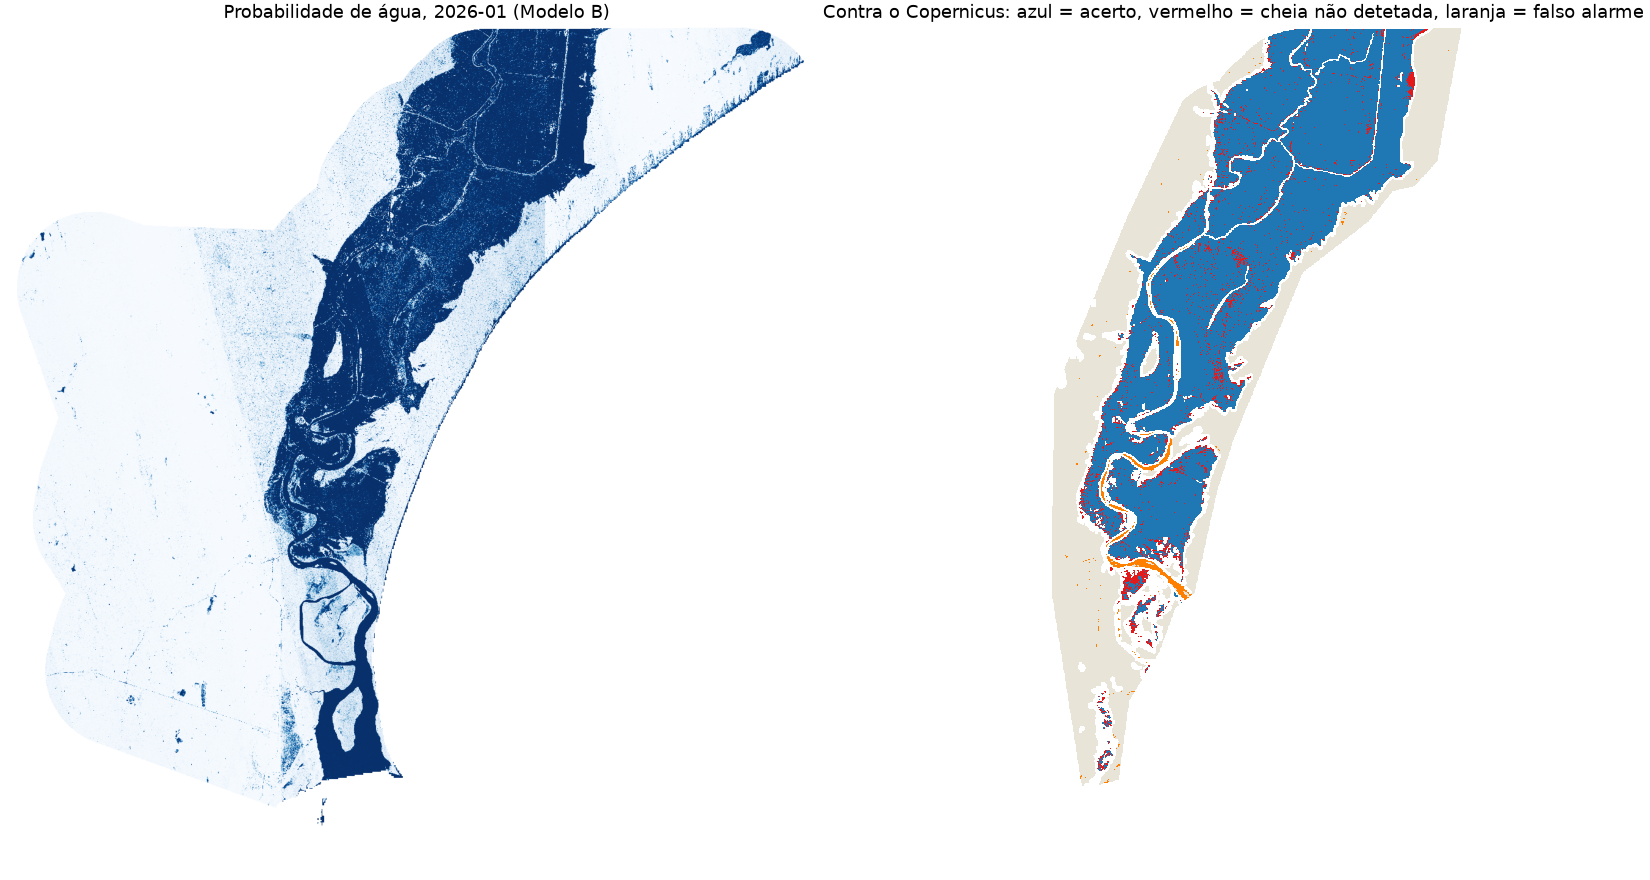 Probabilidade de água, 2026-01 (Modelo B)
Contra o Copernicus: azul = acerto, vermelho = cheia não detetada, laranja = falso alarme